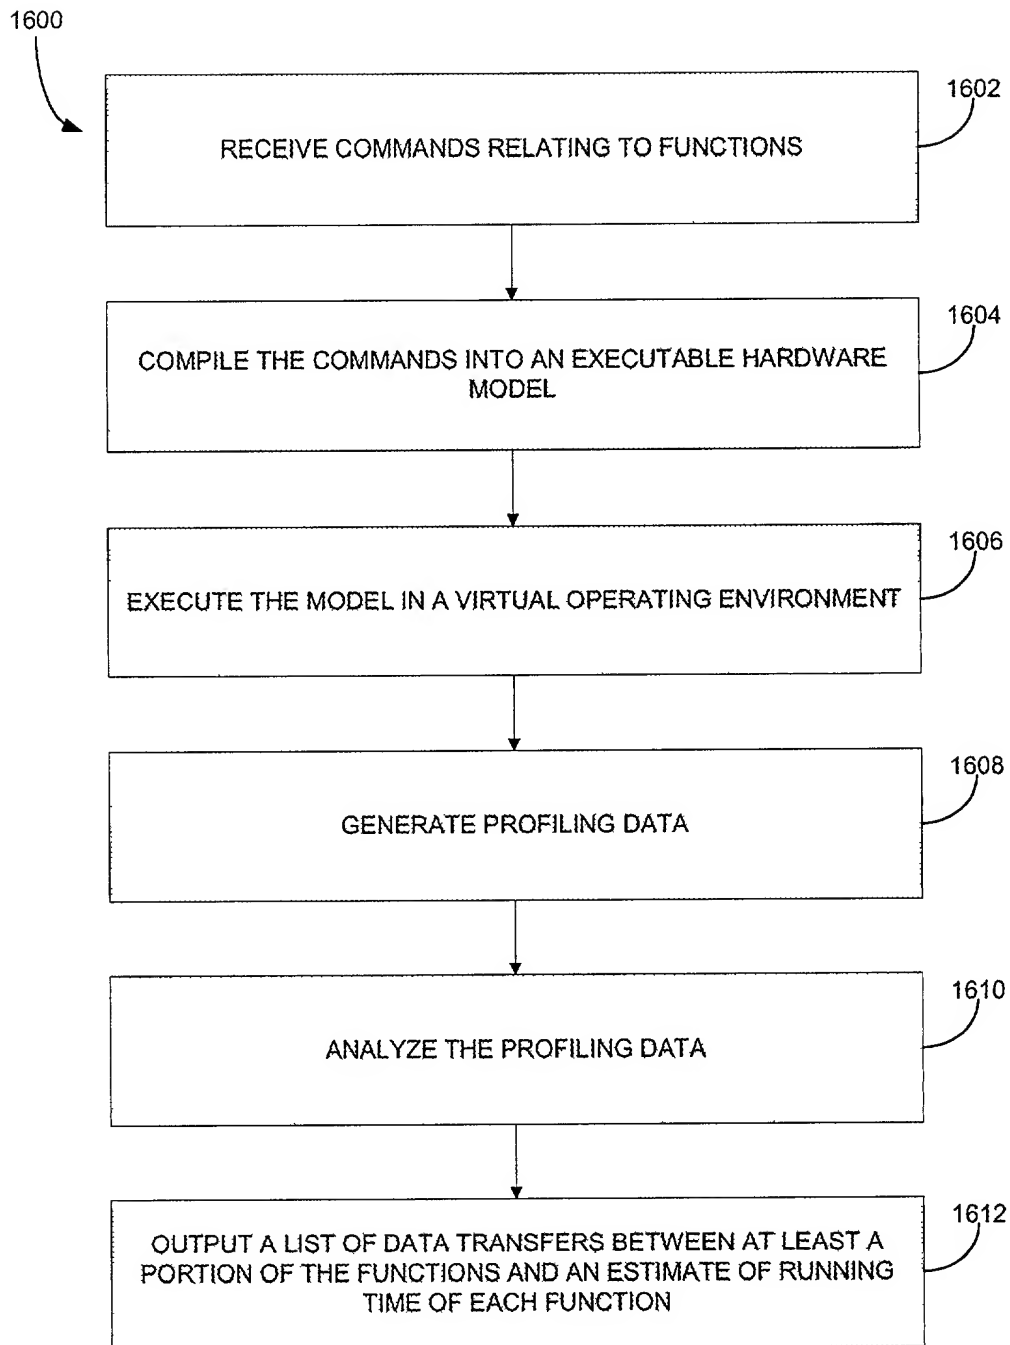 1600
1602
RECEIVE COMMANDS RELATING TO FUNCTIONS
1604
COMPILE THE COMMANDS INTO AN EXECUTABLE HARDWARE
MODEL
1606
EXECUTE THE MODEL IN A VIRTUAL OPERATING ENVIRONMENT
1608
GENERATE PROFILING DATA
1610
ANALYZE THE PROFILING DATA
1612
OUTPUT A LIST OF DATA TRANSFERS BETWEEN AT LEAST A
PORTION OF THE FUNCTIONS AND AN ESTIMATE OF RUNNING
TIME OF EACH FUNCTION